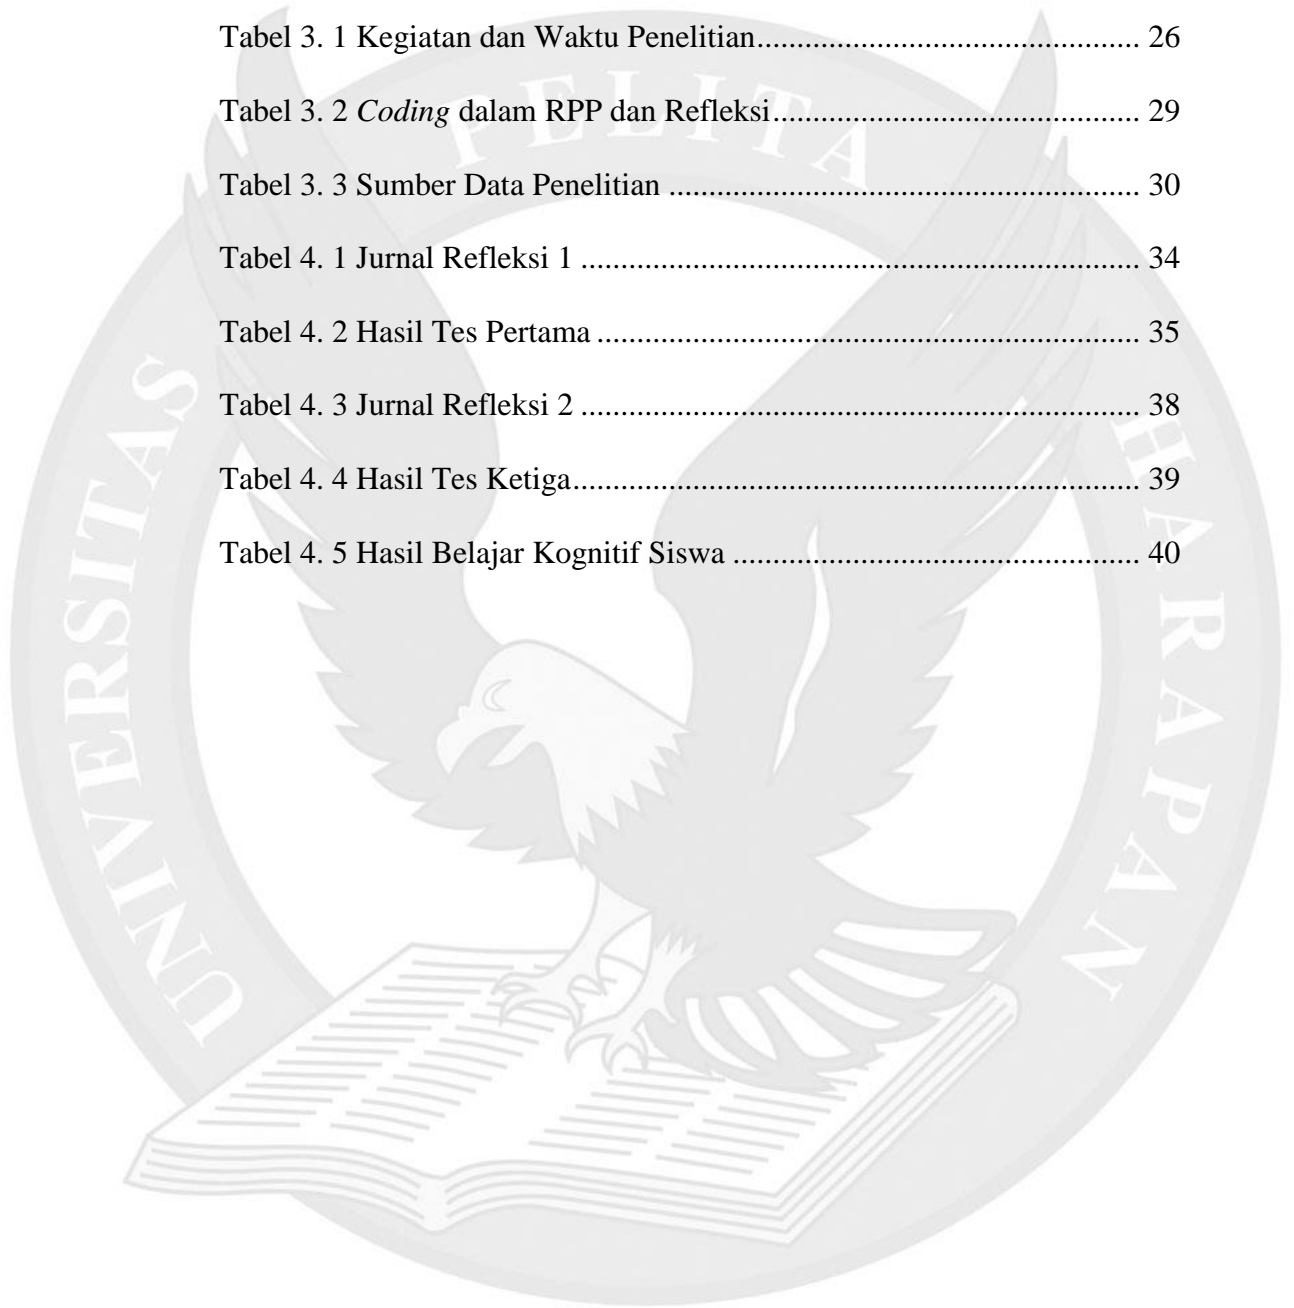 Tabel 3. 1 Kegiatan dan Waktu Penelitian................................................ 26
Tabel 3. 2 Coding dalam RPP dan Refleksi.............................................. 29
Tabel 3. 3 Sumber Data Penelitian ........................................................... 30
Tabel 4. 1 Jurnal Refleksi 1 ...................................................................... 34
Tabel 4. 2 Hasil Tes Pertama .................................................................... 35
Tabel 4. 3 Jurnal Refleksi 2 ...................................................................... 38
Tabel 4. 4 Hasil Tes Ketiga....................................................................... 39
Tabel 4. 5 Hasil Belajar Kognitif Siswa ................................................... 40
UNIVERSITAS PELITA HARAPAN